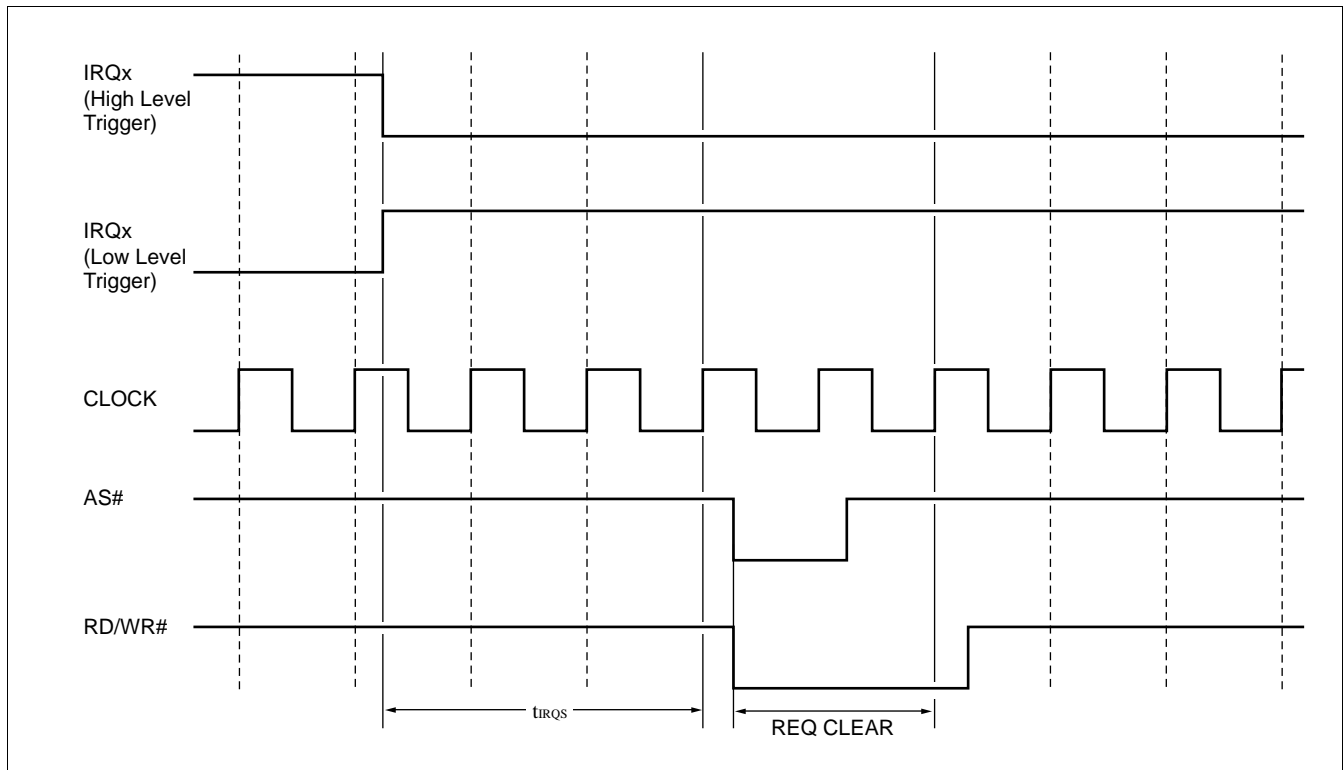 IRQx
(High Level
Trigger)
IRQx
(Low Level
Trigger)
CLOCK
AS#
RD/WR#
tIRQS
REQ CLEAR